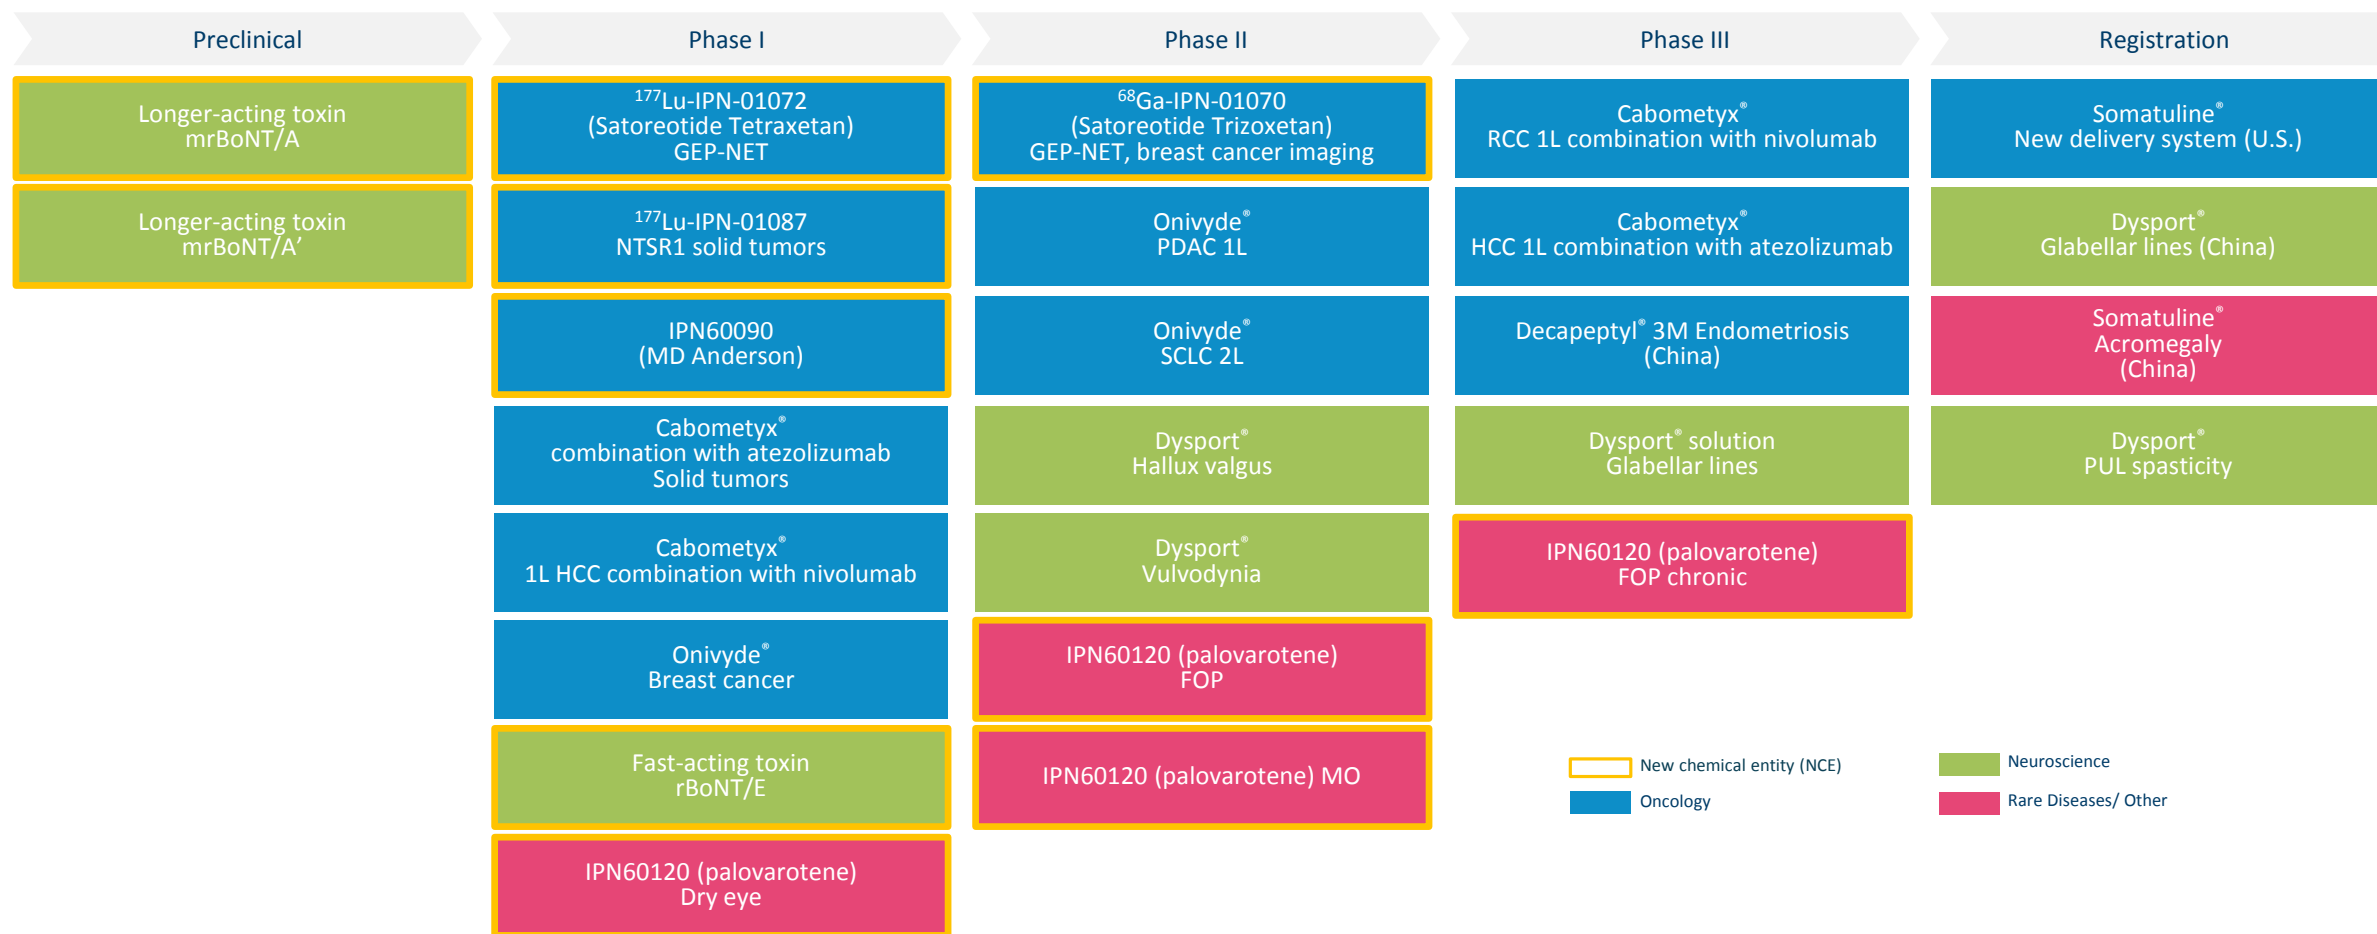 Preclinical
Phase I
Phase II
Phase III
Registration
Longer-acting toxin
mrBoNT/A
Longer-acting toxin
mrBoNT/A’
177Lu-IPN-01072
(Satoreotide Tetraxetan)
GEP-NET
177Lu-IPN-01087
NTSR1 solid tumors
IPN60090
(MD Anderson)
Cabometyx®
combination with atezolizumab
Solid tumors
Cabometyx®
1L HCC combination with nivolumab
Onivyde®
Breast cancer
Fast-acting toxin
rBoNT/E
IPN60120 (palovarotene)
Dry eye
68Ga-IPN-01070
(Satoreotide Trizoxetan)
GEP-NET, breast cancer imaging
Onivyde®
PDAC 1L
Onivyde®
SCLC 2L
Dysport®
Hallux valgus
Dysport®
Vulvodynia
IPN60120 (palovarotene)
FOP
IPN60120 (palovarotene) MO
Cabometyx®
RCC 1L combination with nivolumab
Cabometyx®
HCC 1L combination with atezolizumab
Decapeptyl® 3M Endometriosis
(China)
Dysport® solution
Glabellar lines
IPN60120 (palovarotene)
FOP chronic
Somatuline®
New delivery system (U.S.)
Dysport®
Glabellar lines (China)
Somatuline®
Acromegaly
(China)
Dysport®
PUL spasticity
New chemical entity (NCE)
Oncology
Neuroscience
Rare Diseases/ Other